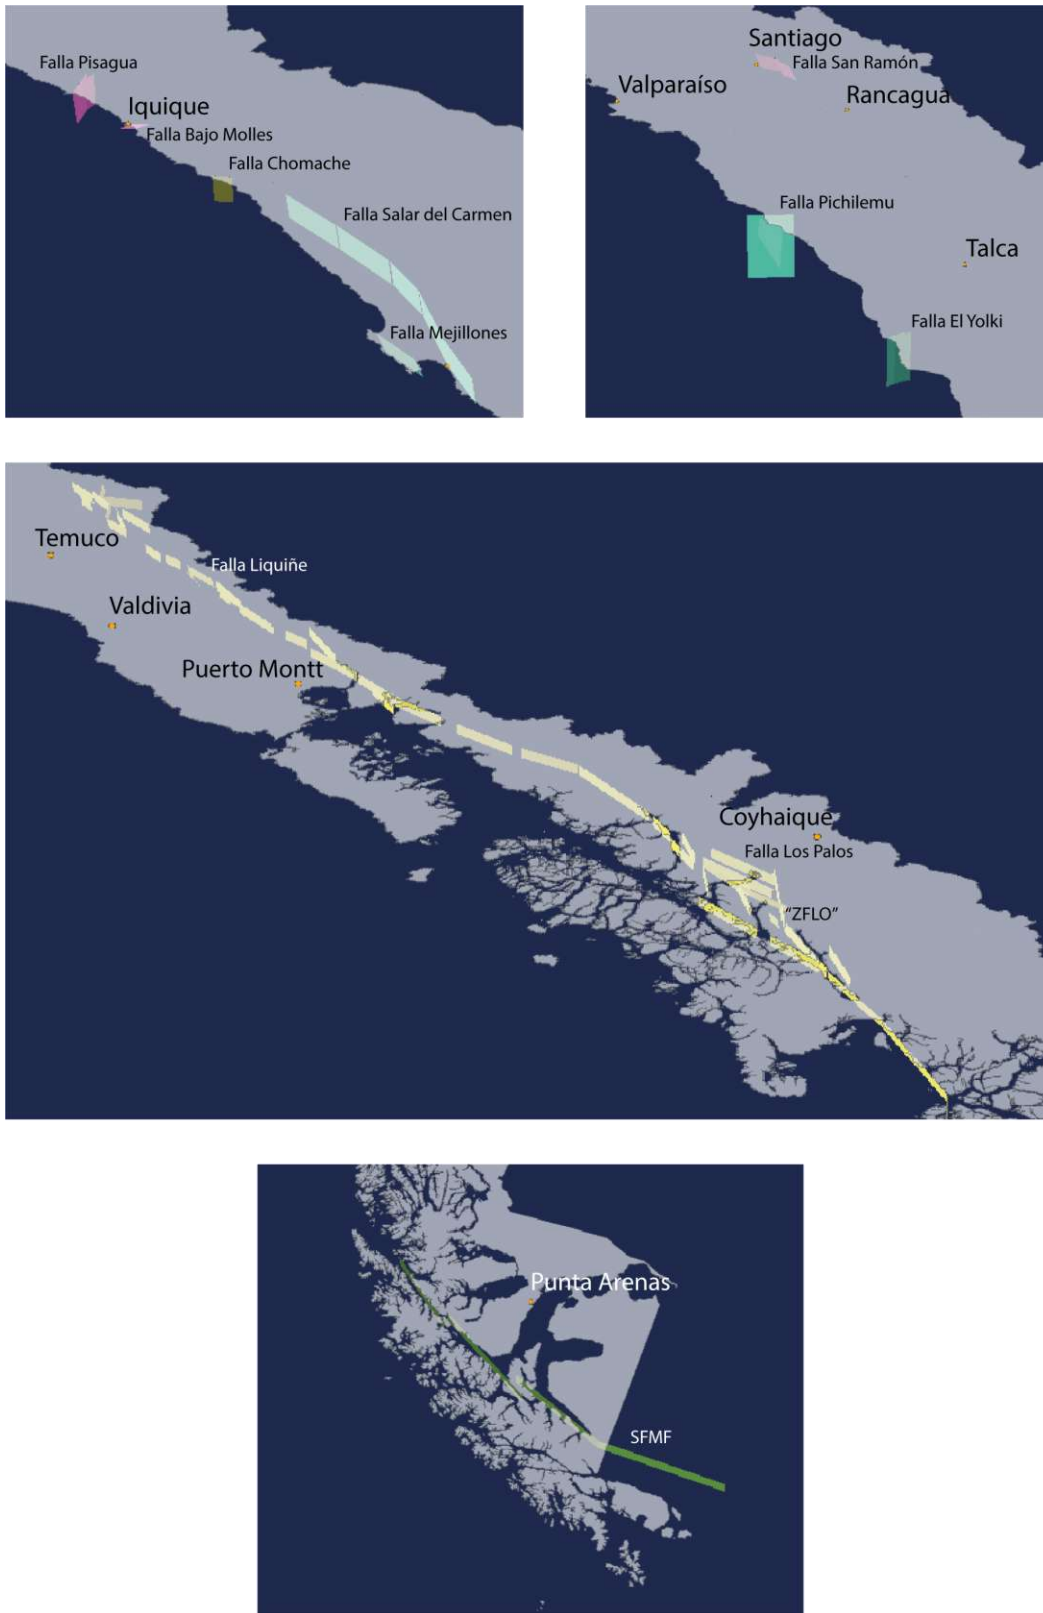 Falla Pisagua
Iquique
Falla Bajo Molles
Falla Chomache
Falla Salar del Carmen
Falla Mejillones
Santiago
Falla San Ramón
Valparaíso
Rancagua
Falla Pichilemu
Talca
Falla El Yolki
Temuco
Falla Liquiñe
Valdivia
Puerto Montt
Coyhaique
Falla Los Palos
“ZFLO”
Punta Arenas
SFMF